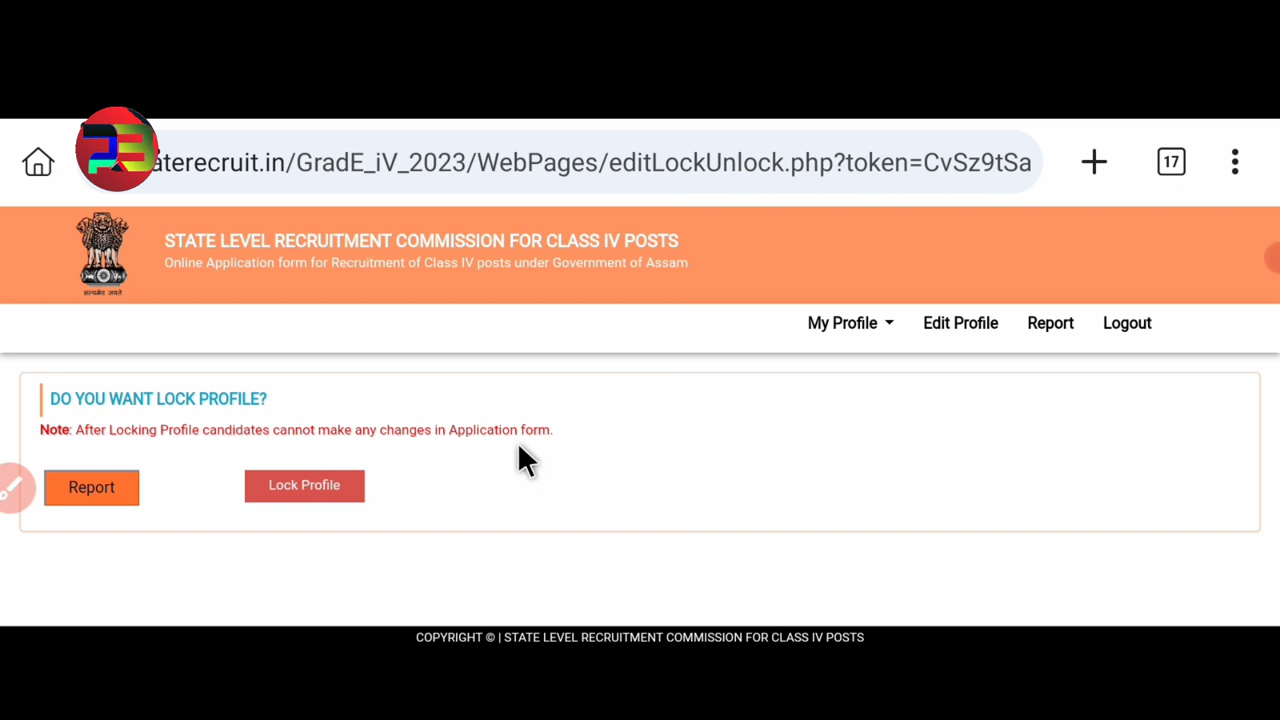 aterecruit.in/GradE_iV_2023/WebPages/editLockUnlock.php?token=CvSz9tSa
17
STATE LEVEL RECRUITMENT COMMISSION FOR CLASS IV POSTS
Online Application form for Recruitment of Class IV posts under Government of Assam
सत्यमेव जयते
My Profile
Edit Profile
Report
Logout
DO YOU WANT LOCK PROFILE?
Note: After Locking Profile candidates cannot make any changes in Application form.
Report
Lock Profile
COPYRIGHT © | STATE LEVEL RECRUITMENT COMMISSION FOR CLASS IV POSTS